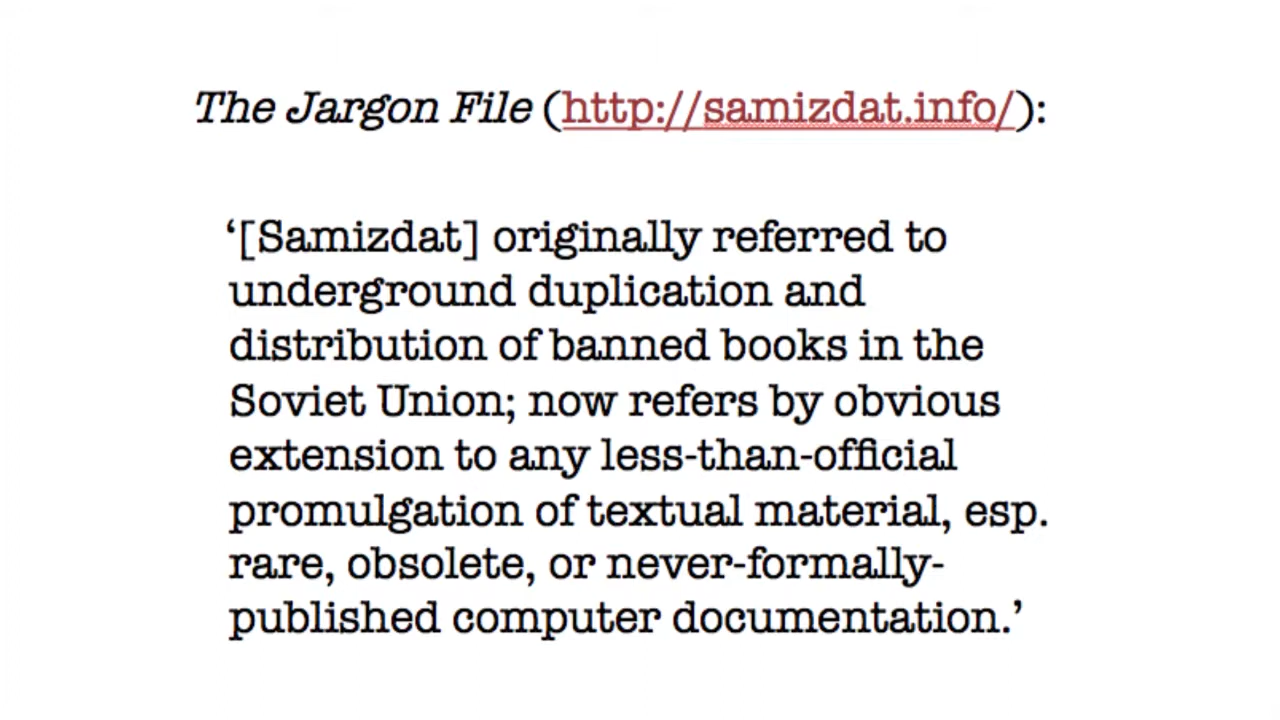 The Jargon File (http://samizdat.info/):
‘[Samizdat] originally referred to
underground duplication and
distribution of banned books in the
Soviet Union; now refers by obvious
extension to any less-than-official
promulgation of textual material, esp.
rare, obsolete, or never-formally-
published computer documentation.’